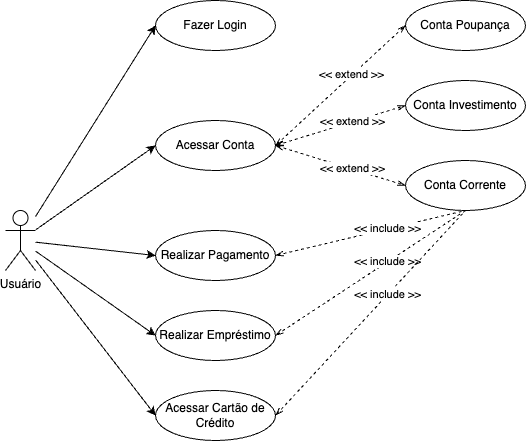 Fazer Login
Conta Poupança
<< extend >>
Conta Investimento
<< extend >>
Acessar Conta
<< extend >>
Conta Corrente
<< include >>
Realizar Pagamento
<< include >>
Usuário
<< include >>
Realizar Empréstimo
Acessar Cartão de
Crédito